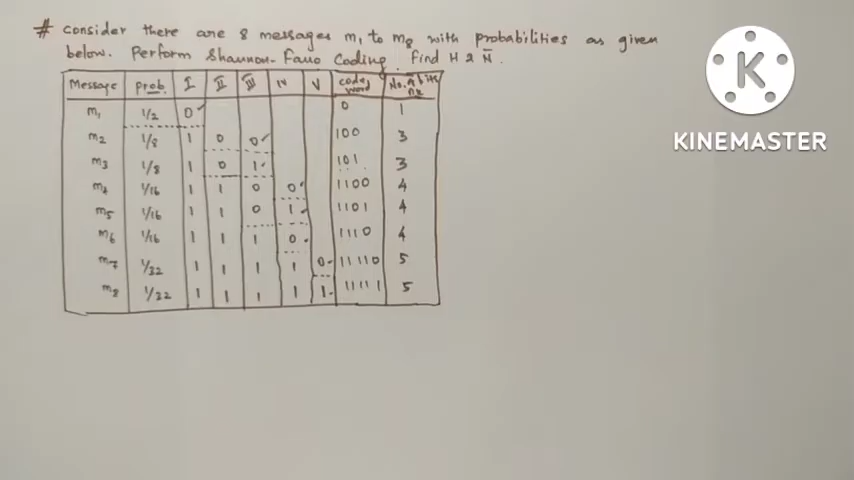 # Consider there are 8 messages m1 to m8 with probabilities as given
below. Perform Shannon-Fano Coding. Find H & N̄.
Message Prob I II III IV V code word No. of bits nk
m1 1/2 0 0 1
m2 1/8 1 0 0 100 3
m3 1/8 1 0 1 101 3
m4 1/16 1 1 0 0 1100 4
m5 1/16 1 1 0 1 1101 4
m6 1/16 1 1 1 0 1110 4
m7 1/32 1 1 1 1 0 11110 5
m8 1/32 1 1 1 1 1 11111 5
K
KINEMASTER